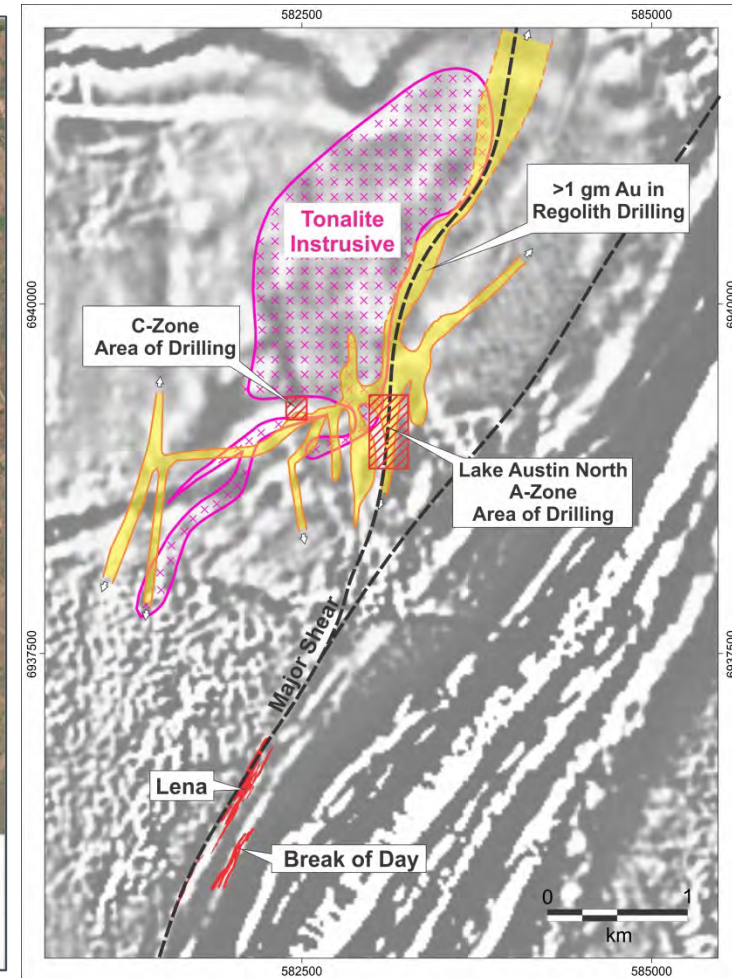 582500
585000
>1 gm Au in
Regolith Drilling
Tonalite
Instrusive
6940000
6940000
C-Zone
Area of Drilling
Lake Austin North
A-Zone
Area of Drilling
6937500
6937500
Major Shear
Lena
Break of Day
0
1
km
582500
585000